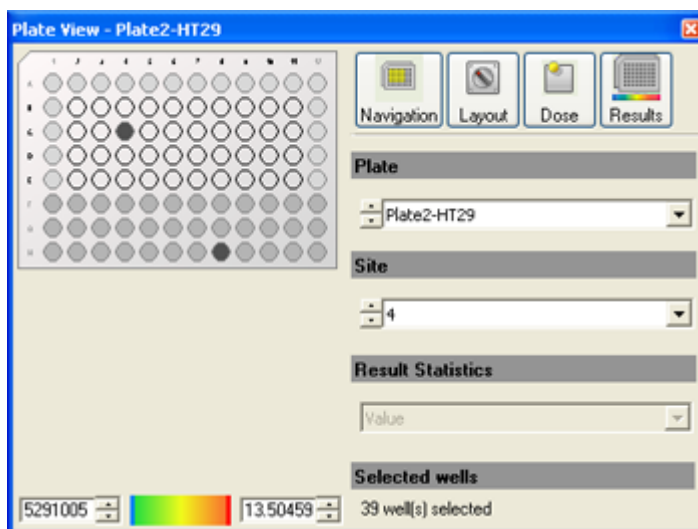 Plate View - Plate2-HT29
Navigation Layout Dose Results
Plate
Plate2-HT29
Site
4
Result Statistics
Value
Selected wells
5291005 13.50459 39 well(s) selected